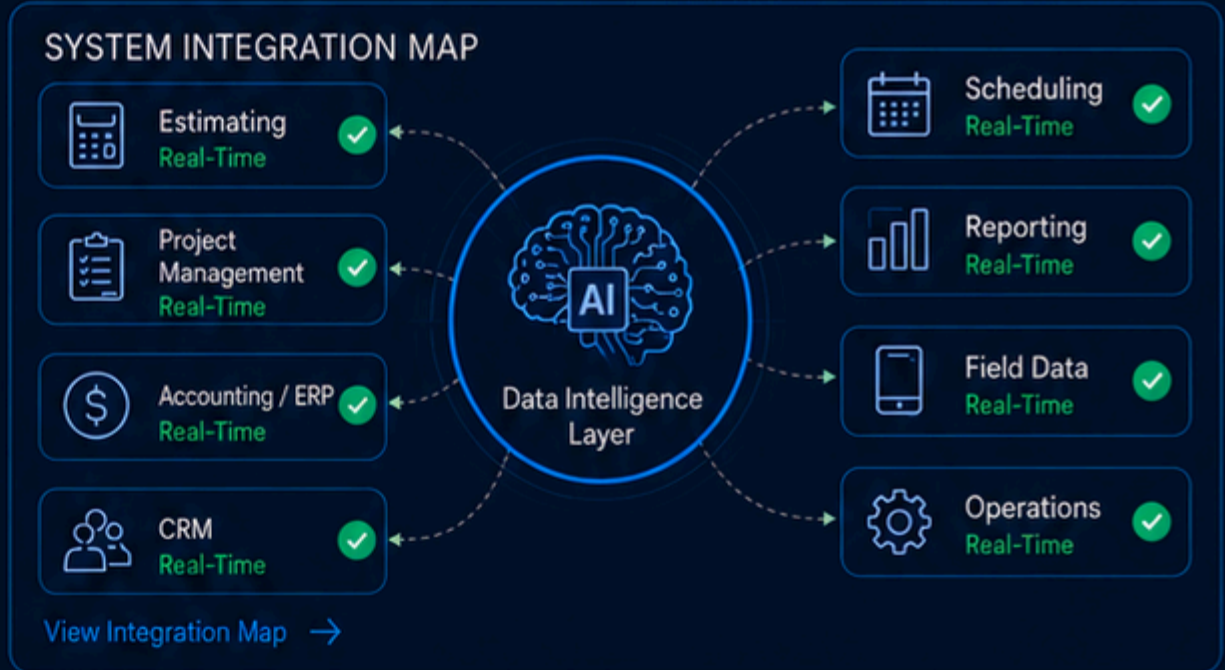 SYSTEM INTEGRATION MAP
Estimating
Real-Time
Project
Management
Real-Time
Accounting / ERP
Real-Time
CRM
Real-Time
View Integration Map
AI
Data Intelligence
Layer
Scheduling
Real-Time
Reporting
Real-Time
Field Data
Real-Time
Operations
Real-Time